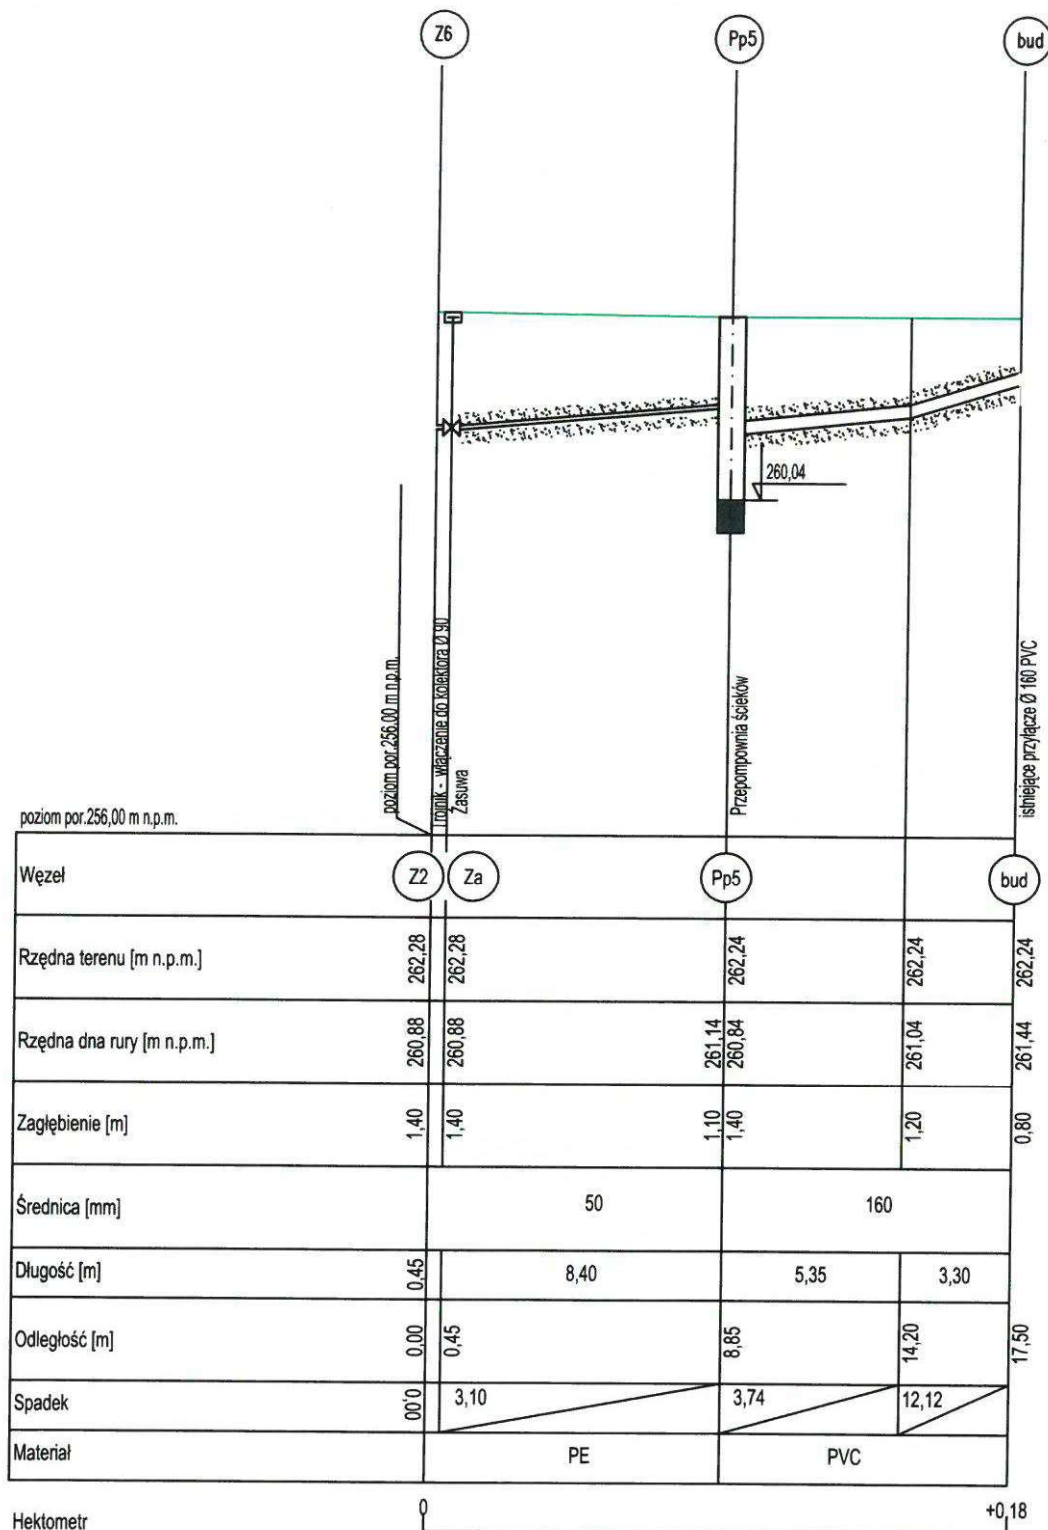 Z6 Pp5 bud
260,04
poziom por.256,00 m n.p.m.
Trójnik - włączenie do kolektora Ø 90
Zasuwa
Przepompownia ścieków
istniejące przyłącze Ø 160 PVC
poziom por.256,00 m n.p.m.
Węzeł Z2 Za Pp5 bud
Rzędna terenu [m n.p.m.] 262,28 262,28 262,24 262,24 262,24
Rzędna dna rury [m n.p.m.] 260,88 260,88 261,14 260,84 261,04 261,44
Zagłębienie [m] 1,40 1,40 1,10 1,40 1,20 0,80
Średnica [mm] 50 160
Długość [m] 0,45 8,40 5,35 3,30
Odległość [m] 0,00 0,45 8,85 14,20 17,50
Spadek 0,00 3,10 3,74 12,12
Materiał PE PVC
Hektometr 0 +0,18